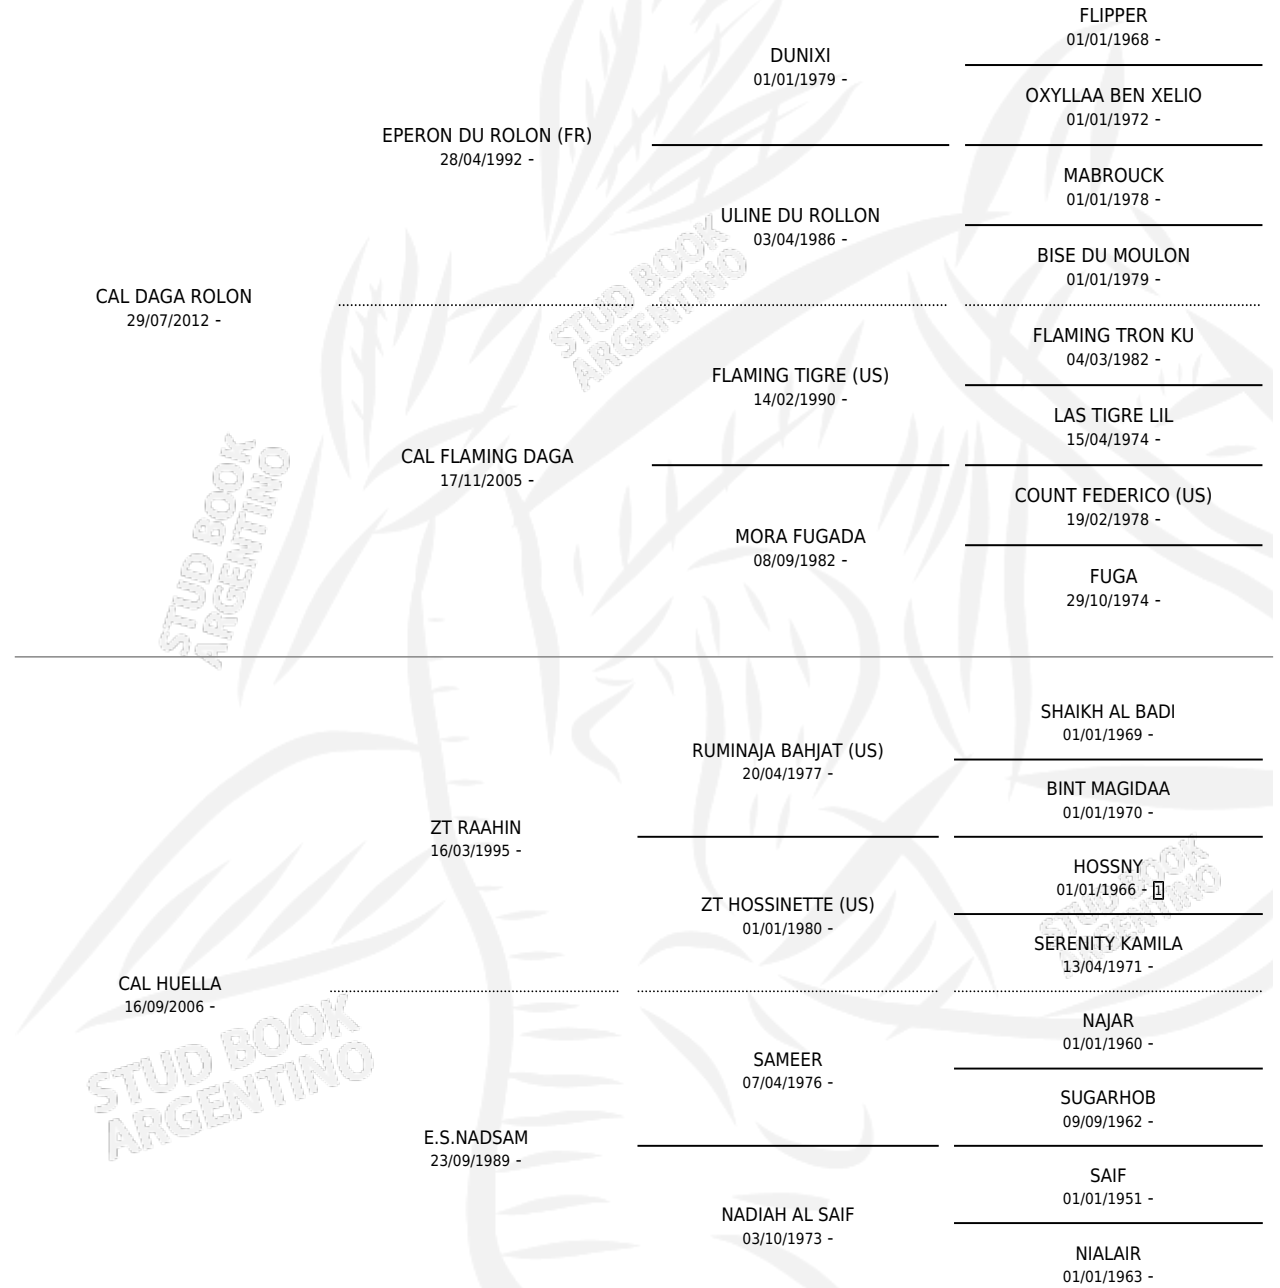 FLIPPER
01/01/1968 -
DUNIXI
01/01/1979 -
OXYLLAA BEN XELIO
01/01/1972 -
EPERON DU ROLON (FR)
28/04/1992 -
MABROUCK
01/01/1978 -
ULINE DU ROLLON
03/04/1986 -
BISE DU MOULON
01/01/1979 -
CAL DAGA ROLON
29/07/2012 -
FLAMING TRON KU
04/03/1982 -
FLAMING TIGRE (US)
14/02/1990 -
LAS TIGRE LIL
15/04/1974 -
CAL FLAMING DAGA
17/11/2005 -
COUNT FEDERICO (US)
19/02/1978 -
MORA FUGADA
08/09/1982 -
FUGA
29/10/1974 -
SHAIKH AL BADI
01/01/1969 -
RUMINAJA BAHJAT (US)
20/04/1977 -
BINT MAGIDAA
01/01/1970 -
ZT RAAHIN
16/03/1995 -
HOSSNY
01/01/1966 - 1
ZT HOSSINETTE (US)
01/01/1980 -
SERENITY KAMILA
13/04/1971 -
CAL HUELLA
16/09/2006 -
NAJAR
01/01/1960 -
SAMEER
07/04/1976 -
SUGARHOB
09/09/1962 -
E.S.NADSAM
23/09/1989 -
SAIF
01/01/1951 -
NADIAH AL SAIF
03/10/1973 -
NIALAIR
01/01/1963 -
STUD BOOK
ARGENTINO
STUD BOOK
ARGENTINO
STUD BOOK
ARGENTINO
STUD BOOK
ARGENTINO